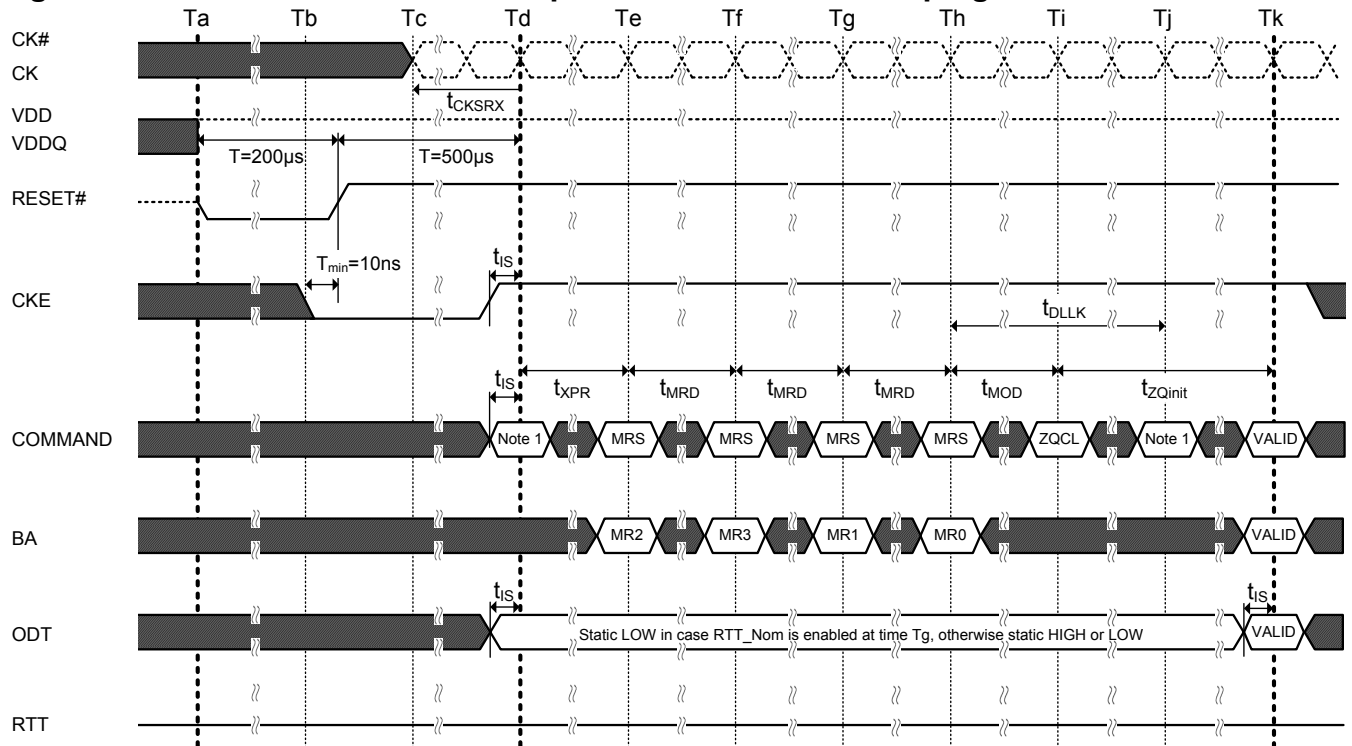 Ta Tb Tc Td Te Tf Tg Th Ti Tj Tk
CK#
CK
tCKSRX
VDD
VDDQ
T=200µs T=500µs
RESET#
Tmin=10ns tIS
CKE
tDLLK
tIS tXPR tMRD tMRD tMRD tMOD tZQinit
COMMAND Note 1 MRS MRS MRS MRS ZQCL Note 1 VALID
BA MR2 MR3 MR1 MR0 VALID
tIS tIS
ODT Static LOW in case RTT_Nom is enabled at time Tg, otherwise static HIGH or LOW VALID
RTT